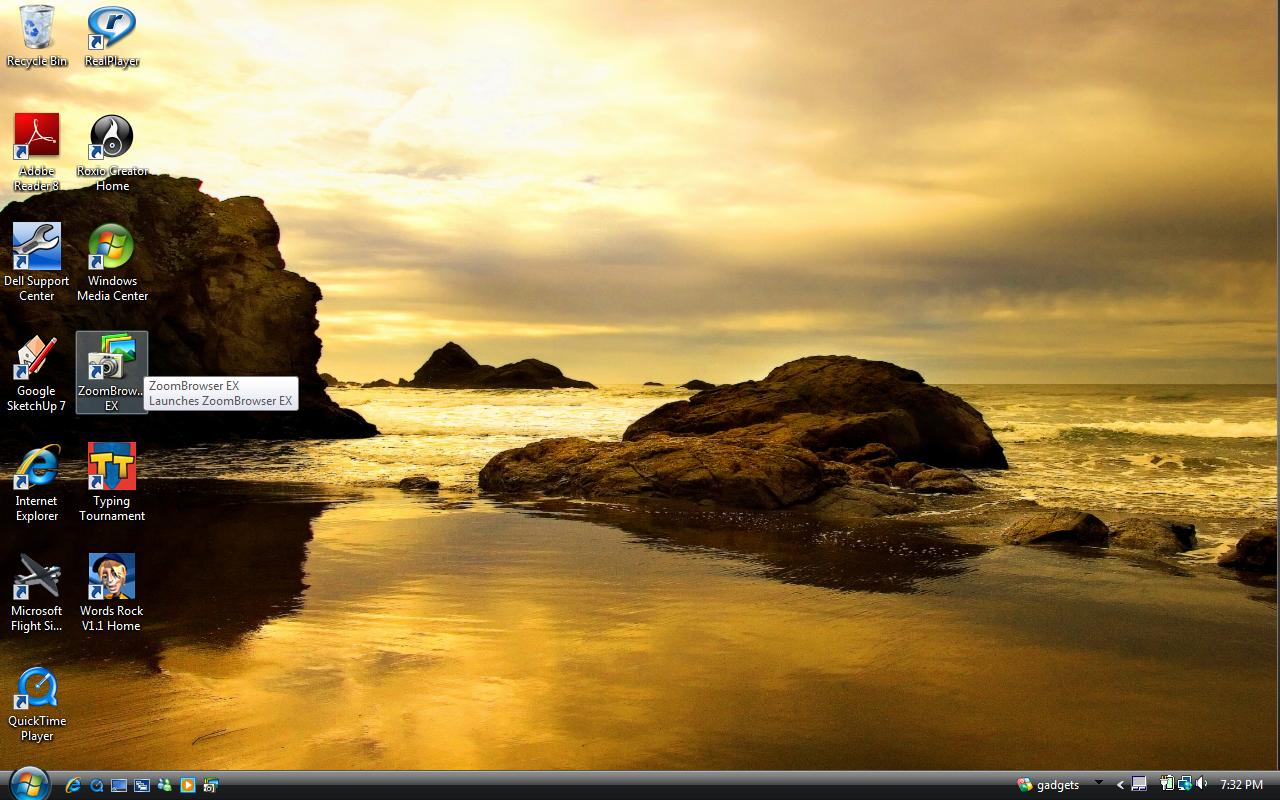 Recycle Bin
RealPlayer
Adobe
Reader 8
Roxio Creator
Home
Dell Support
Center
Windows
Media Center
Google
SketchUp 7
ZoomBrow...
EX
ZoomBrowser EX
Launches ZoomBrowser EX
Internet
Explorer
TT
Typing
Tournament
Microsoft
Flight Si...
Words Rock
V1.1 Home
QuickTime
Player
gadgets
7:32 PM